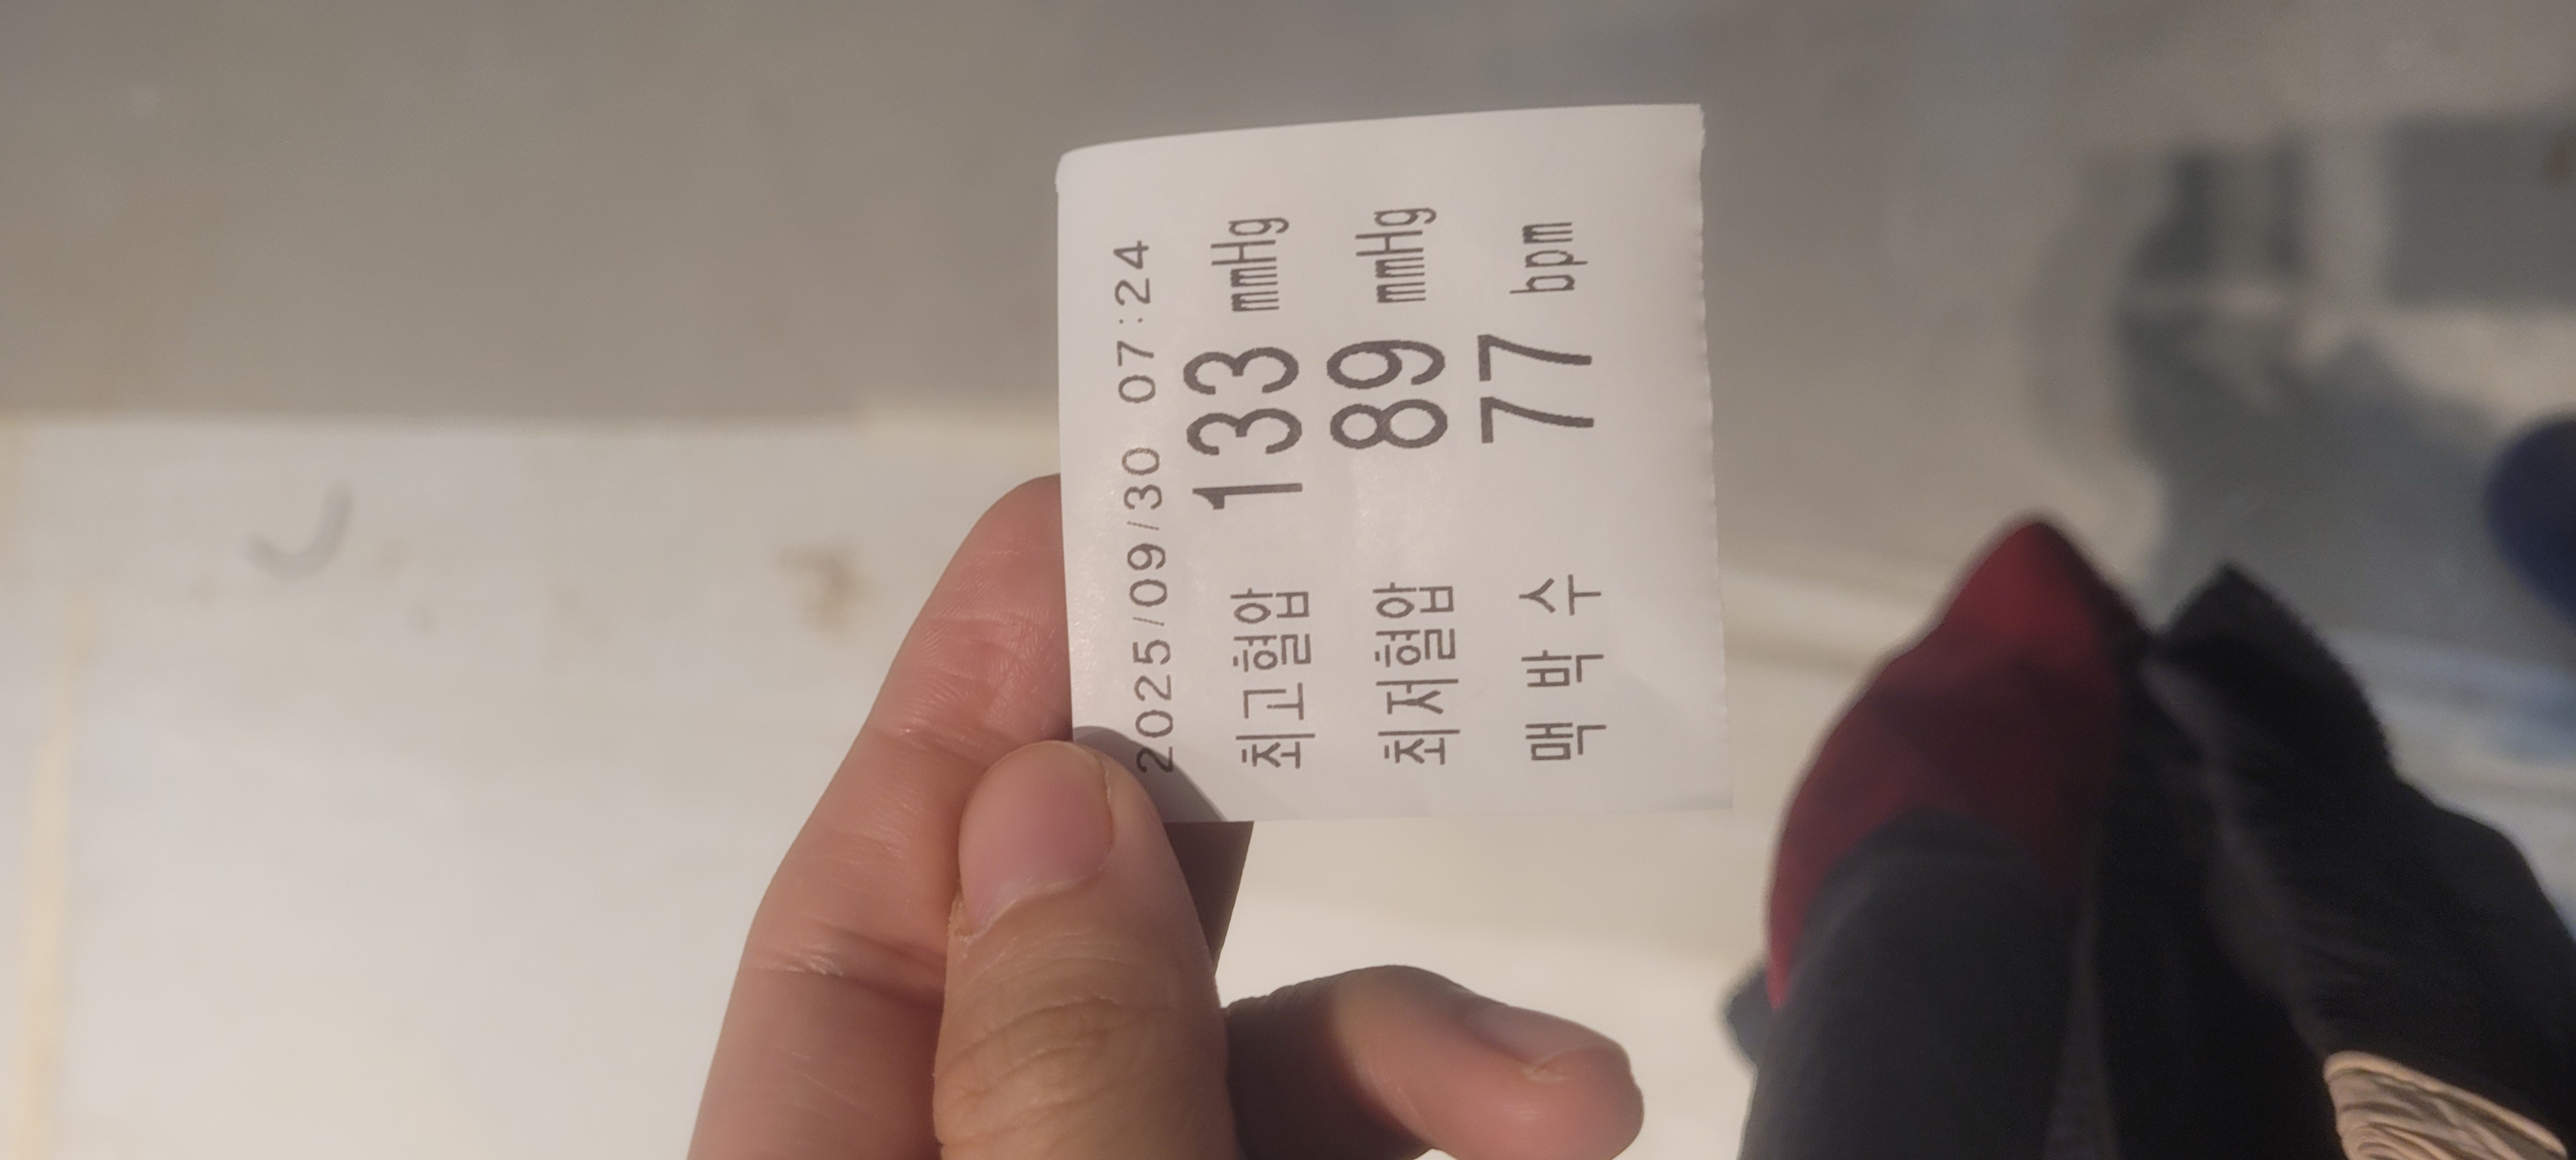 2025/09/30 07:24
최고혈압 133 mmHg
최저혈압 89 mmHg
맥 박 수 77 bpm